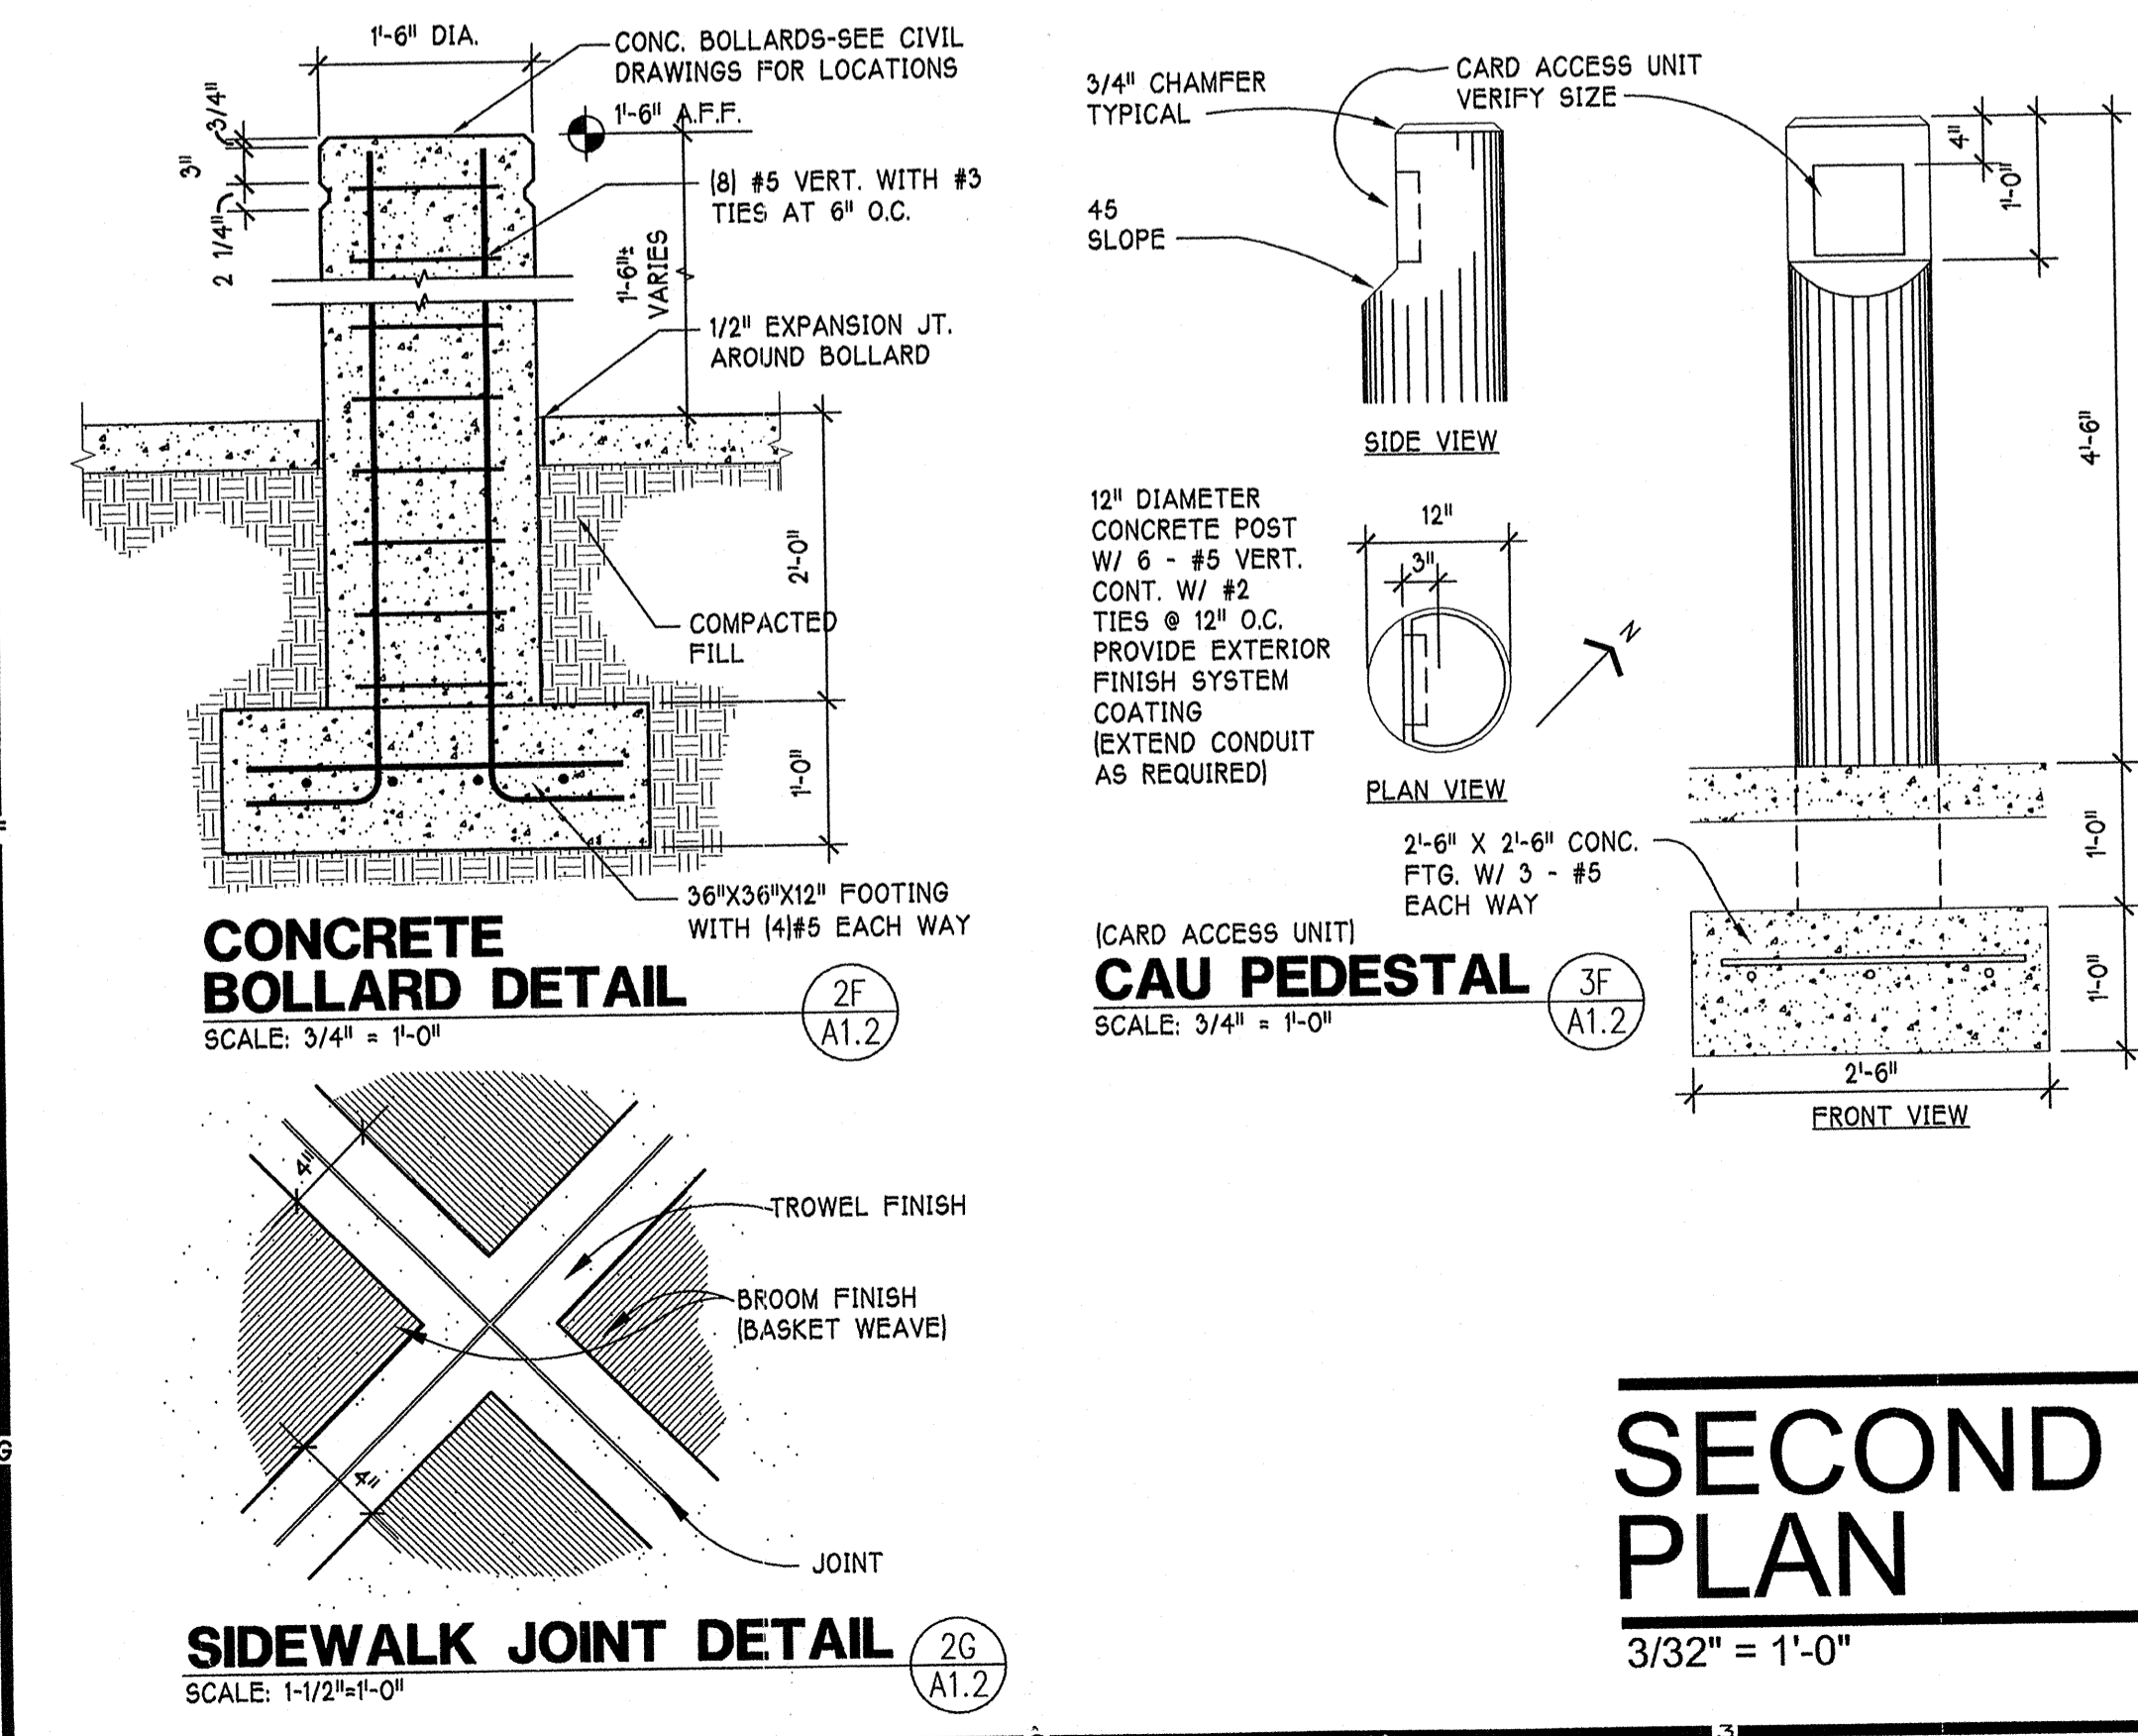 1'-6" DIA.
CONC. BOLLARDS-SEE CIVIL
DRAWINGS FOR LOCATIONS
1'-6" A.F.F.
3/4"
3"
2 1/4"
(8) #5 VERT. WITH #3
TIES AT 6" O.C.
1'-6"±
VARIES
1/2" EXPANSION JT.
AROUND BOLLARD
2'-0"
COMPACTED
FILL
1'-0"
36"X36"X12" FOOTING
WITH (4)#5 EACH WAY
CONCRETE
BOLLARD DETAIL
SCALE: 3/4" = 1'-0"
2F
A1.2
3/4" CHAMFER
TYPICAL
CARD ACCESS UNIT
VERIFY SIZE
45
SLOPE
SIDE VIEW
4"
1'-0"
4'-6"
12" DIAMETER
CONCRETE POST
W/ 6 - #5 VERT.
CONT. W/ #2
TIES @ 12" O.C.
PROVIDE EXTERIOR
FINISH SYSTEM
COATING
(EXTEND CONDUIT
AS REQUIRED)
12"
3"
N
PLAN VIEW
2'-6" X 2'-6" CONC.
FTG. W/ 3 - #5
EACH WAY
1'-0"
1'-0"
2'-6"
FRONT VIEW
(CARD ACCESS UNIT)
CAU PEDESTAL
SCALE: 3/4" = 1'-0"
3F
A1.2
4"
TROWEL FINISH
BROOM FINISH
(BASKET WEAVE)
4"
JOINT
SIDEWALK JOINT DETAIL
SCALE: 1-1/2"=1'-0"
2G
A1.2
SECOND
PLAN
3/32" = 1'-0"
G
3